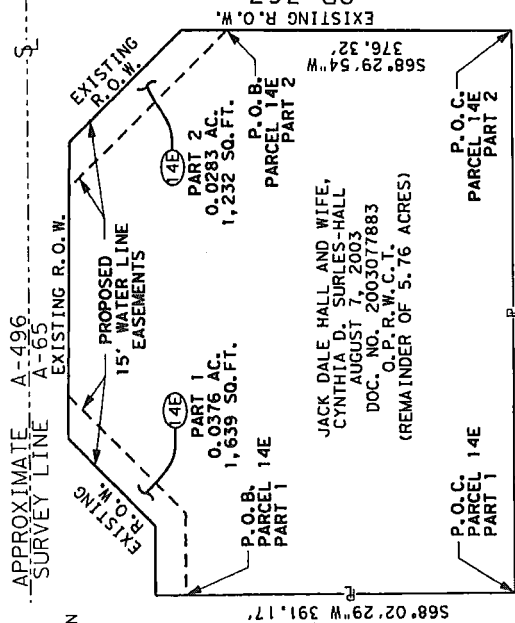 APPROXIMATE A-496
SURVEY LINE A-65
EXISTING R.O.W.
EXISTING
R.O.W.
EXISTING
R.O.W.
EXISTING R.O.W.
PROPOSED
15' WATER LINE
EASEMENTS
14E
PART 1
0.0376 AC.
1,639 SQ.FT.
14E
PART 2
0.0283 AC.
1,232 SQ.FT.
P.O.B.
PARCEL 14E
PART 1
P.O.B.
PARCEL 14E
PART 2
S68°29'54"W
376.32'
S68°02'29"W 391.17'
JACK DALE HALL AND WIFE,
CYNTHIA D. SURLES-HALL
AUGUST 7, 2003
DOC. NO. 2003077883
O.P.R.W.C.T.
(REMAINDER OF 5.76 ACRES)
P.O.C.
PARCEL 14E
PART 1
P.O.C.
PARCEL 14E
PART 2